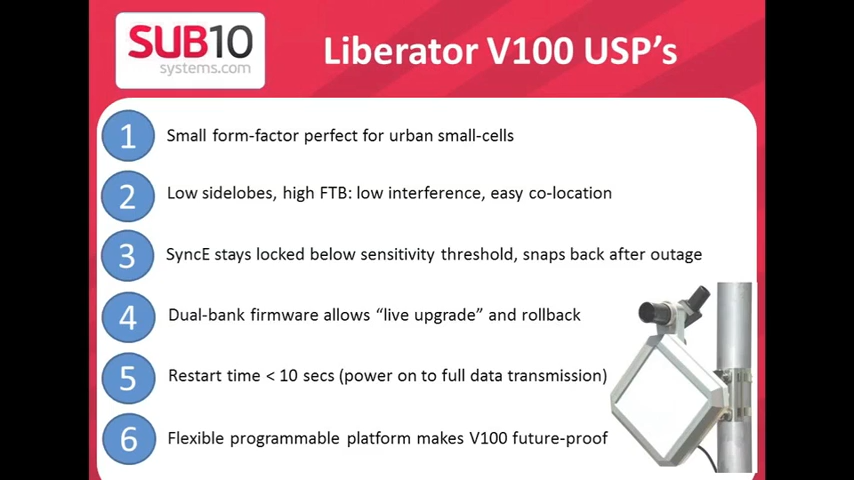 SUB10
systems.com
Liberator V100 USP's
1
Small form-factor perfect for urban small-cells
2
Low sidelobes, high FTB: low interference, easy co-location
3
SyncE stays locked below sensitivity threshold, snaps back after outage
4
Dual-bank firmware allows “live upgrade” and rollback
5
Restart time < 10 secs (power on to full data transmission)
6
Flexible programmable platform makes V100 future-proof